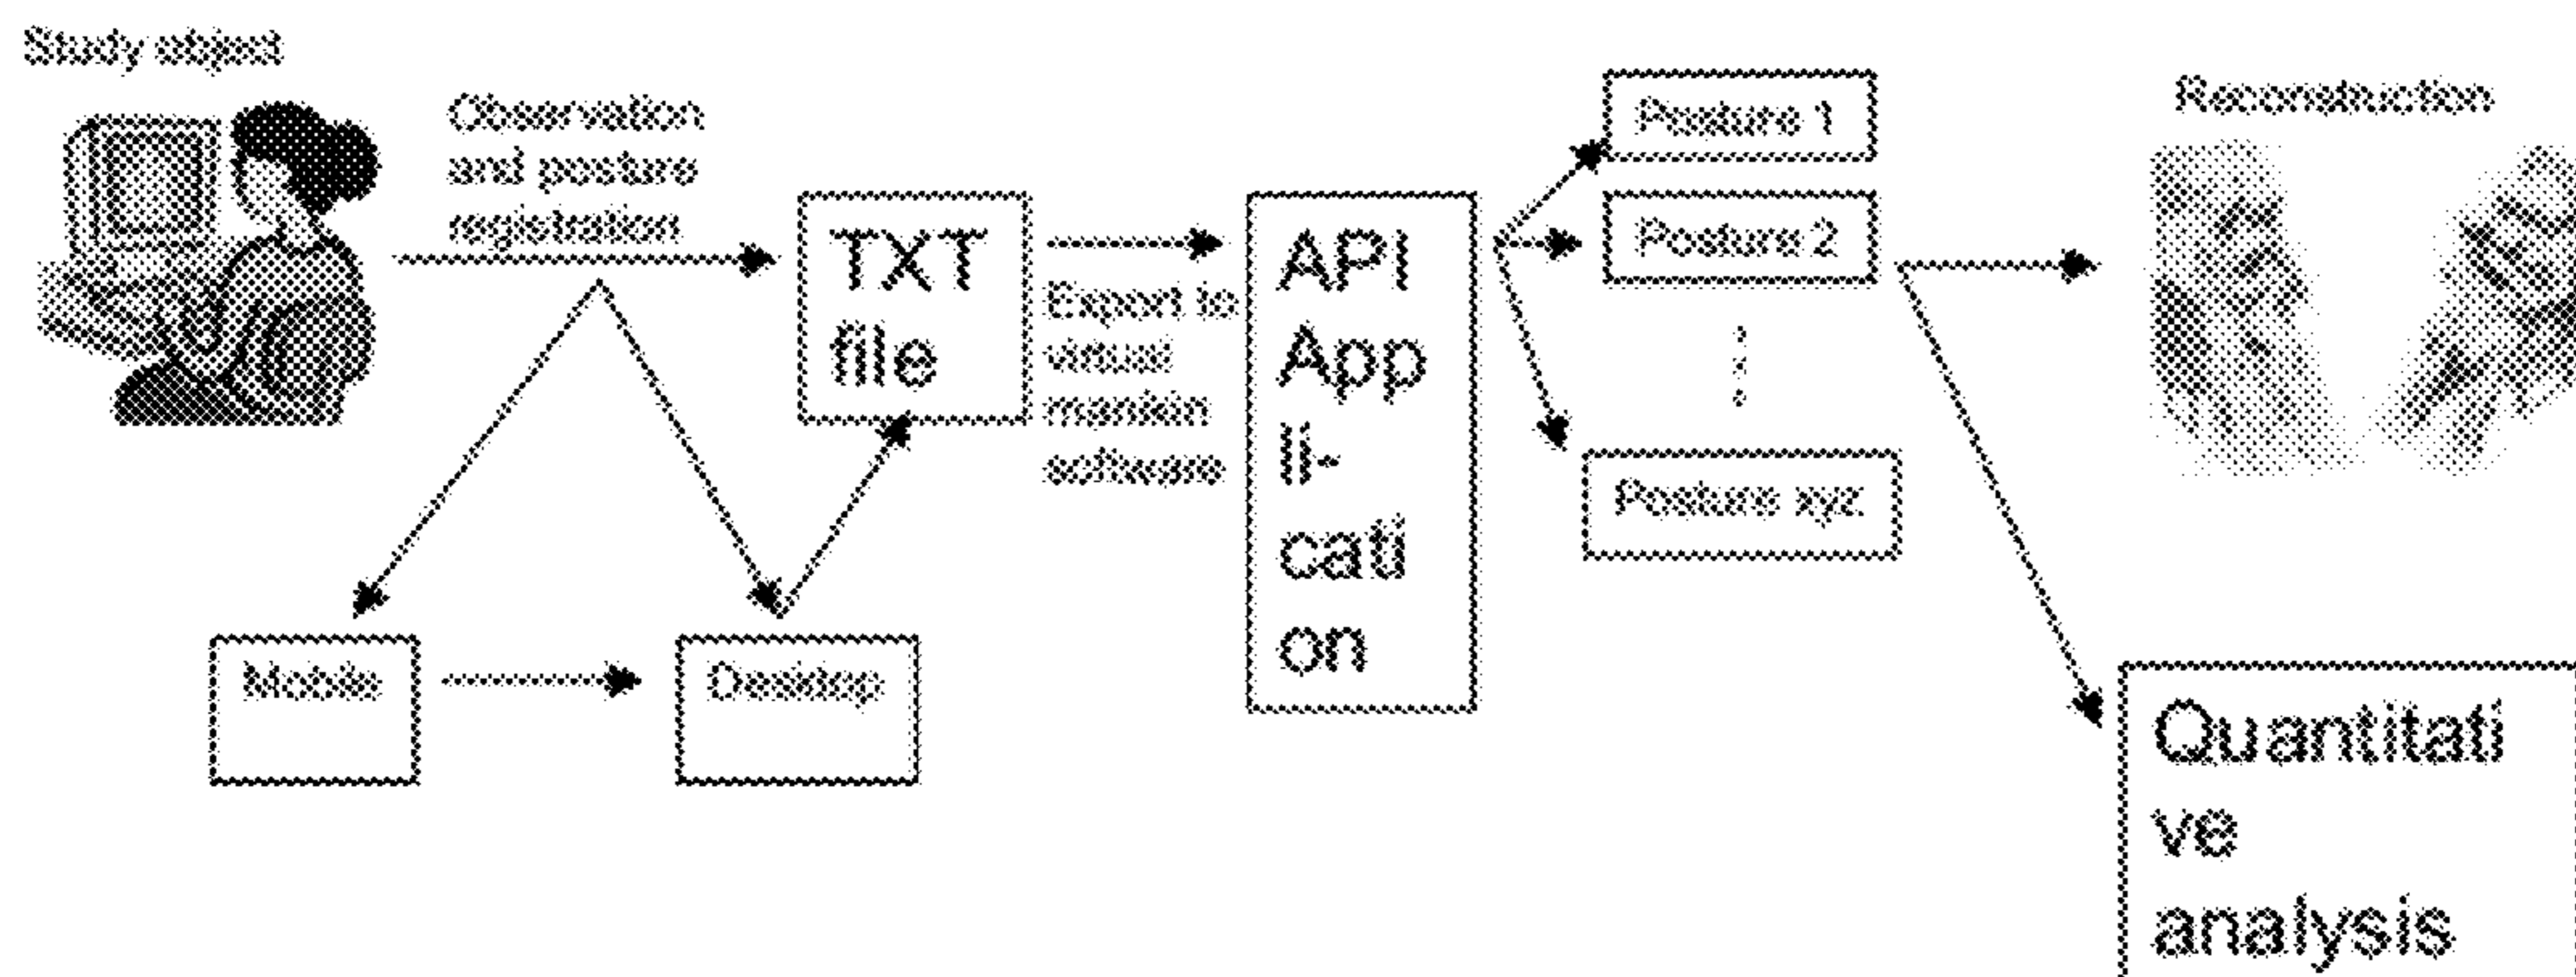 Study object
Observation
and posture
registration
TXT
file
Export to
virtual
manikin
software
API
App
li-
cati
on
Posture 1
Posture 2
Posture xyz
Reconstruction
Mobile
Desktop
Quantitati
ve
analysis